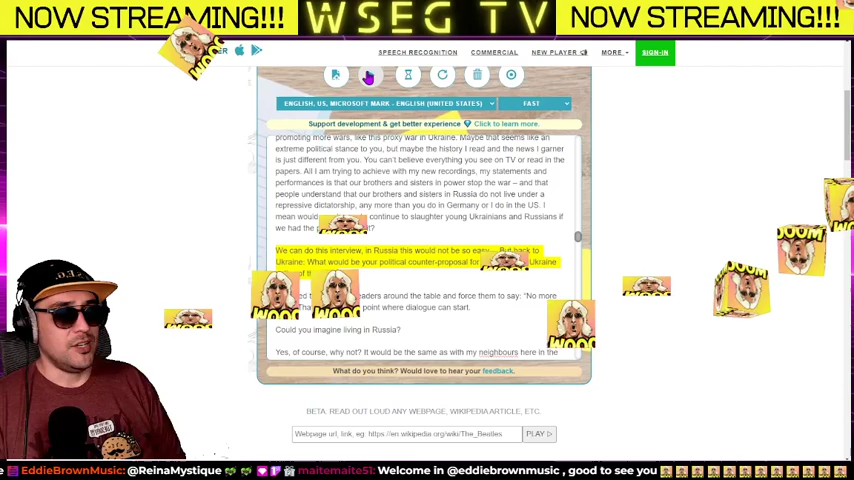 NOW STREAMING!!! WSEG TV NOW STREAMING!!!
SPEECH RECOGNITION COMMERCIAL NEW PLAYER MORE SIGN-IN
ENGLISH, US, MICROSOFT MARK - ENGLISH (UNITED STATES) FAST
Support development & get better experience Click to learn more.
promoting more wars, like this proxy war in Ukraine. Maybe that seems like an
extreme political stance to you, but maybe the history I read and the news I garner
is just different from you. You can't believe everything you see on TV or read in the
papers. All I am trying to achieve with my new recordings, my statements and
performances is that our brothers and sisters in power stop the war – and that
people understand that our brothers and sisters in Russia do not live under a
repressive dictatorship, any more than you do in Germany or I do in the US. I
mean would continue to slaughter young Ukrainians and Russians if
we had the
We can do this interview, in Russia this would not be so easy But back to
Ukraine: What would be your political counter-proposal for Ukraine
eaders around the table and force them to say: "No more
point where dialogue can start.
Could you imagine living in Russia?
Yes, of course, why not? It would be the same as with my neighbours here in the
What do you think? Would love to hear your feedback.
BETA. READ OUT LOUD ANY WEBPAGE, WIKIPEDIA ARTICLE, ETC.
Webpage url, link, eg: https://en.wikipedia.org/wiki/The_Beatles PLAY ▷
EddieBrownMusic: @ReinaMystique maitemaite51: Welcome in @eddiebrownmusic , good to see you
WOOO
WOOO
WOOO
WOOO
WOOO